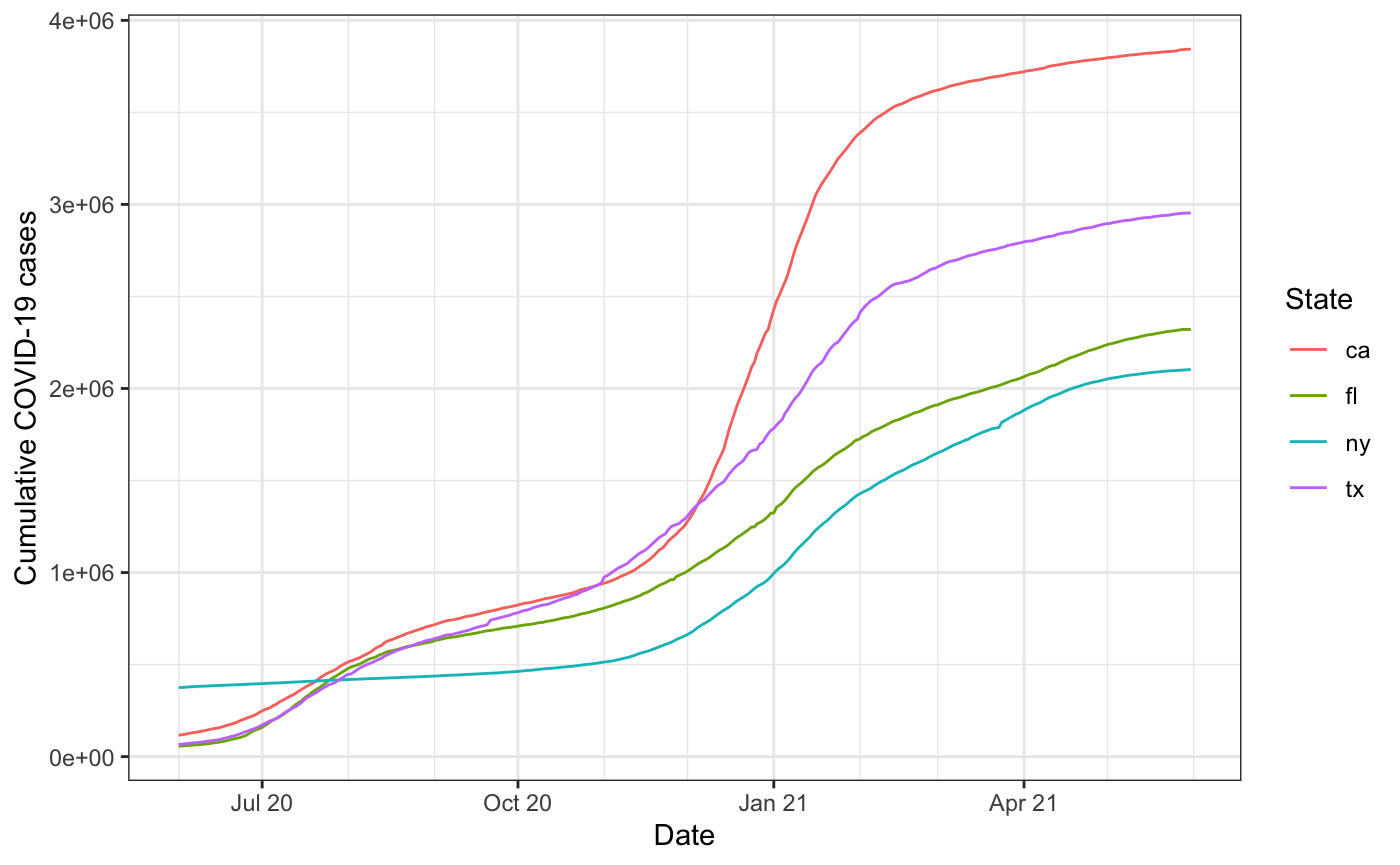 4e+06
3e+06
2e+06
1e+06
0e+00
Cumulative COVID-19 cases
Jul 20
Oct 20
Jan 21
Apr 21
Date
State
ca
fl
ny
tx